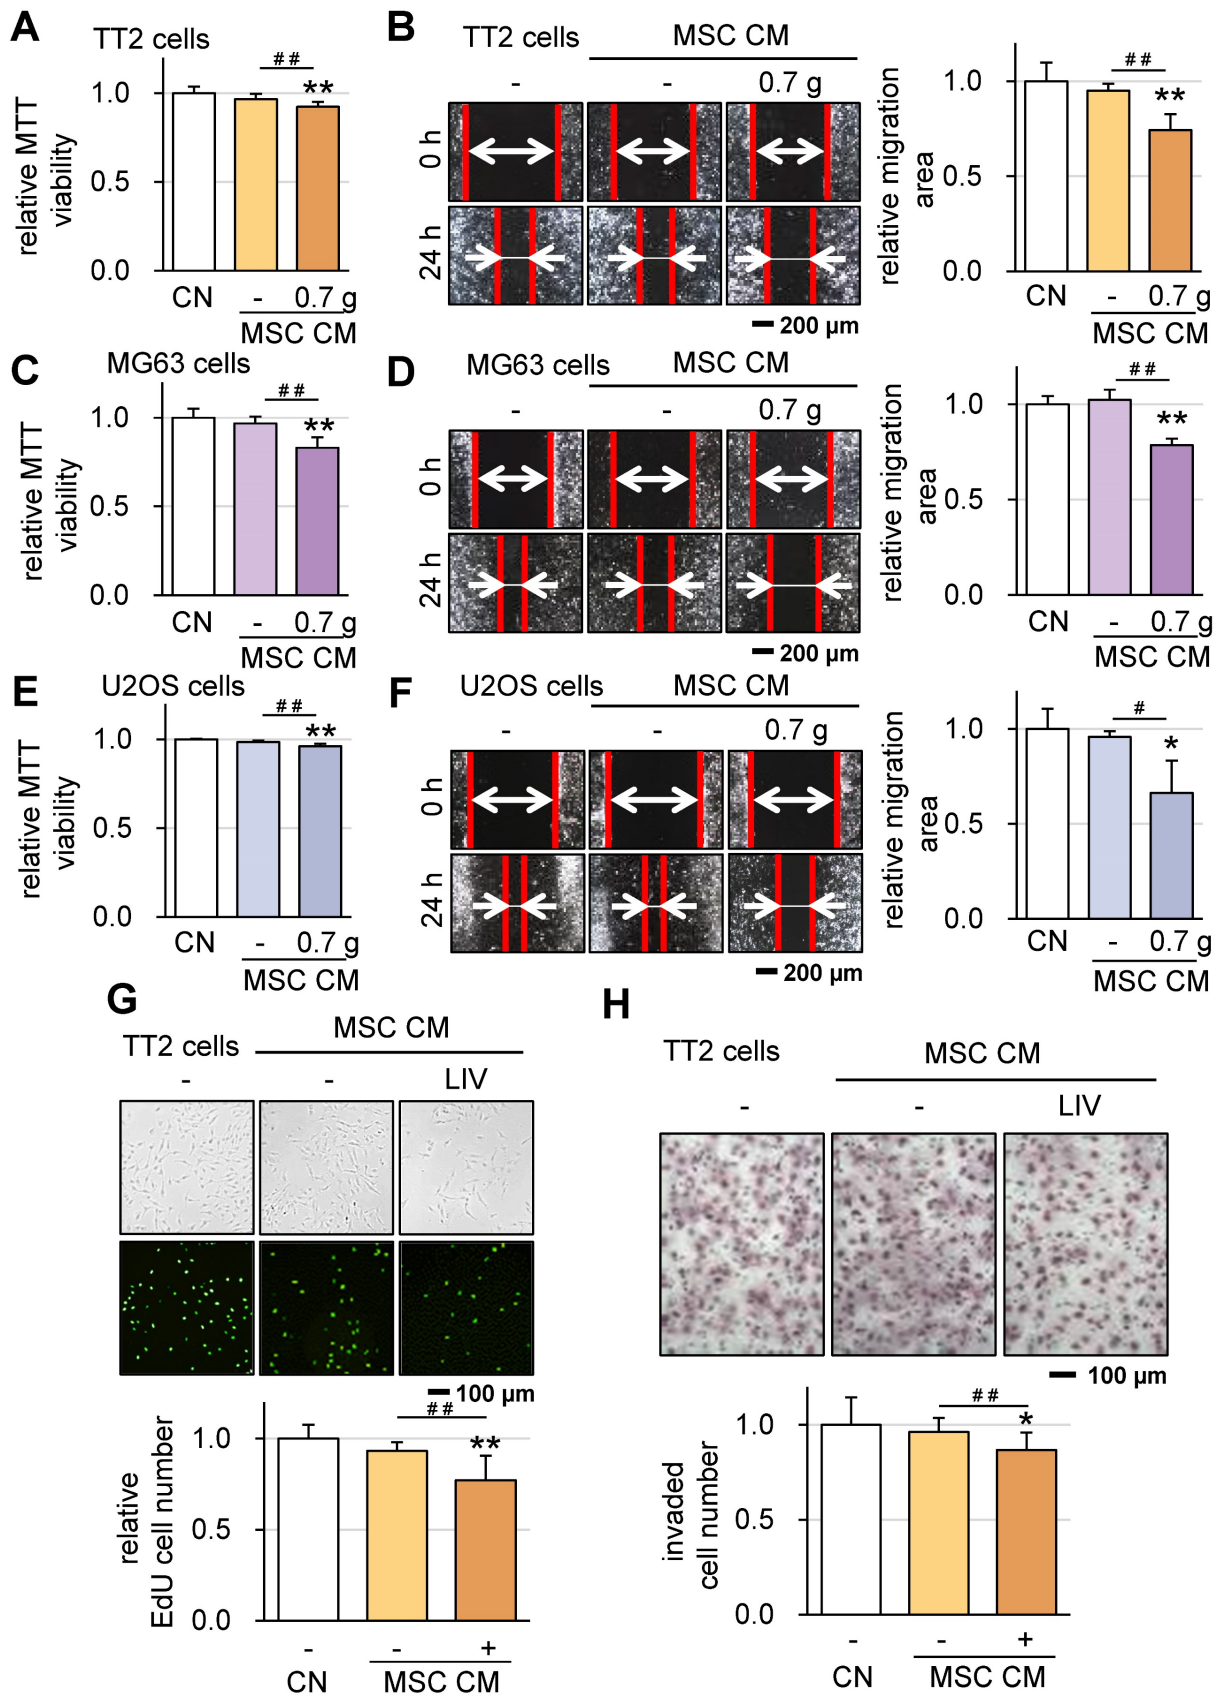 A
TT2 cells
relative MTT
viability
##
**
1.0
0.5
0.0
CN
-
0.7 g
MSC CM
B
TT2 cells
MSC CM
-
-
0.7 g
0 h
24 h
200 µm
relative migration
area
##
**
1.0
0.5
0.0
CN
-
0.7 g
MSC CM
C
MG63 cells
relative MTT
viability
##
**
1.0
0.5
0.0
CN
-
0.7 g
MSC CM
D
MG63 cells
MSC CM
-
-
0.7 g
0 h
24 h
200 µm
relative migration
area
##
**
1.0
0.5
0.0
CN
-
0.7 g
MSC CM
E
U2OS cells
relative MTT
viability
##
**
1.0
0.5
0.0
CN
-
0.7 g
MSC CM
F
U2OS cells
MSC CM
-
-
0.7 g
0 h
24 h
200 µm
relative migration
area
#
*
1.0
0.5
0.0
CN
-
0.7 g
MSC CM
G
TT2 cells
MSC CM
-
-
LIV
100 µm
relative
EdU cell number
##
**
1.0
0.5
0.0
-
-
+
CN
MSC CM
H
TT2 cells
MSC CM
-
-
LIV
100 µm
invaded
cell number
##
*
1.0
0.5
0.0
-
-
+
CN
MSC CM